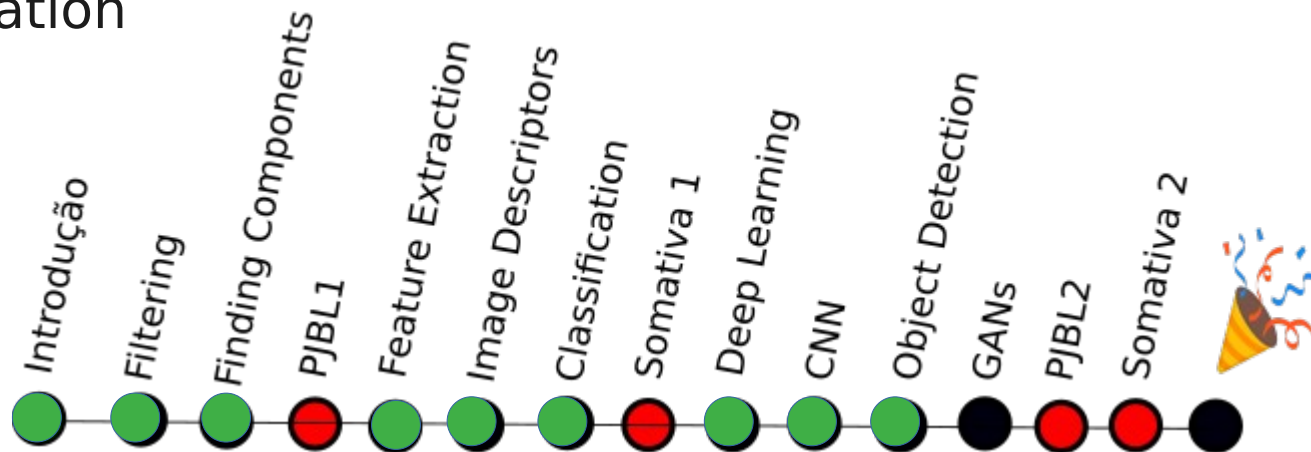 ation
Introdução
Filtering
Finding Components
PJBL1
Feature Extraction
Image Descriptors
Classification
Somativa 1
Deep Learning
CNN
Object Detection
GANs
PJBL2
Somativa 2